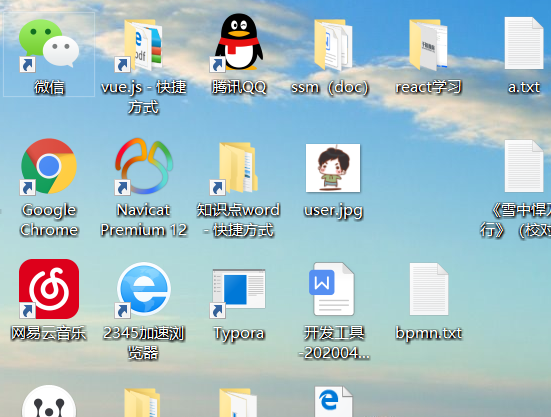 微信
vue.js - 快捷
方式
腾讯QQ
ssm（doc）
react学习
a.txt
Google
Chrome
Navicat
Premium 12
知识点word
- 快捷方式
user.jpg
《雪中悍刀
行》（校对
网易云音乐
2345加速浏
览器
Typora
开发工具
-202004...
bpmn.txt